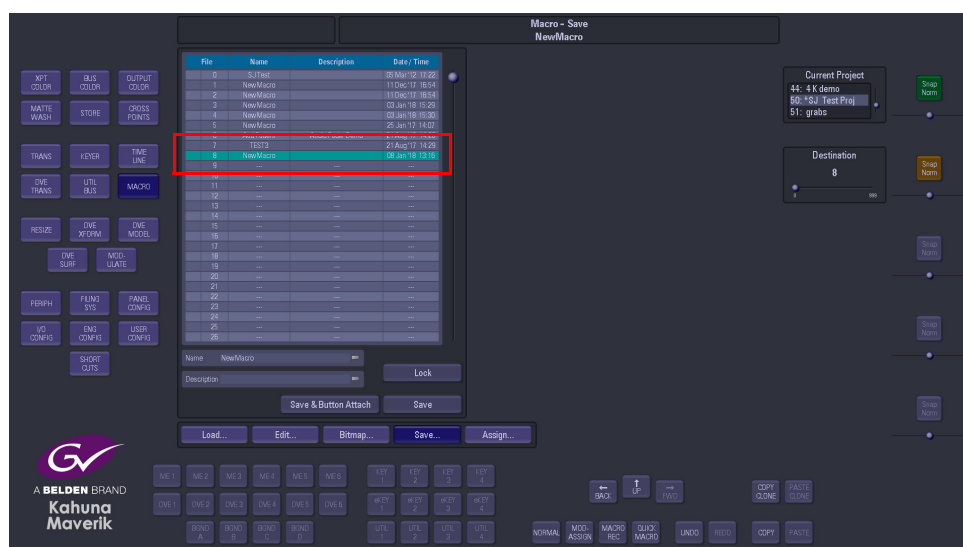 Macro - Save
NewMacro
File Name Description Date / Time
0 SJTest 05 Mar '12 17:22
1 NewMacro 11 Dec '17 16:54
2 NewMacro 11 Dec '17 16:54
3 NewMacro 03 Jan '18 15:29
4 NewMacro 03 Jan '18 15:30
5 NewMacro 25 Jan '17 14:07
7 TEST3 21 Aug '17 14:29
8 NewMacro 09 Jan '18 13:16
9 --- --- ---
10 --- --- ---
11 --- --- ---
12 --- --- ---
13 --- --- ---
14 --- --- ---
15 --- --- ---
16 --- --- ---
17 --- --- ---
18 --- --- ---
19 --- --- ---
20 --- --- ---
21 --- --- ---
22 --- --- ---
23 --- --- ---
24 --- --- ---
25 --- --- ---
26 --- --- ---
Name NewMacro
Description
Lock
Save & Button Attach Save
Load... Edit... Bitmap... Save... Assign...
XPT COLOR BUS COLOR OUTPUT COLOR
MATTE WASH STORE CROSS POINTS
TRANS KEYER TIME LINE
DVE TRANS UTIL BUS MACRO
RESIZE DVE XFORM DVE MODEL
DVE SURF MOD-ULATE
PERIPH FILING SYS PANEL CONFIG
I/O CONFIG ENG CONFIG USER CONFIG
SHORT CUTS
Current Project
44: 4K demo
50: *SJ Test Proj
51: grabs
Destination
8
0 999
Snap Norm
Snap Norm
Snap Norm
Snap Norm
Snap Norm
GV
A BELDEN BRAND
Kahuna
Maverik
ME 1 ME 2 ME 3 ME 4 ME 5 ME 6 KEY 1 KEY 2 KEY 3 KEY 4
DVE 1 DVE 2 DVE 3 DVE 4 DVE 5 DVE 6 eKEY 1 eKEY 2 eKEY 3 eKEY 4
BGND A BGND B BGND C BGND D UTIL 1 UTIL 2 UTIL 3 UTIL 4
← BACK ↑ UP → FWD COPY CLONE PASTE CLONE
NORMAL MOD-ASSIGN MACRO REC QUICK MACRO UNDO REDO COPY PASTE